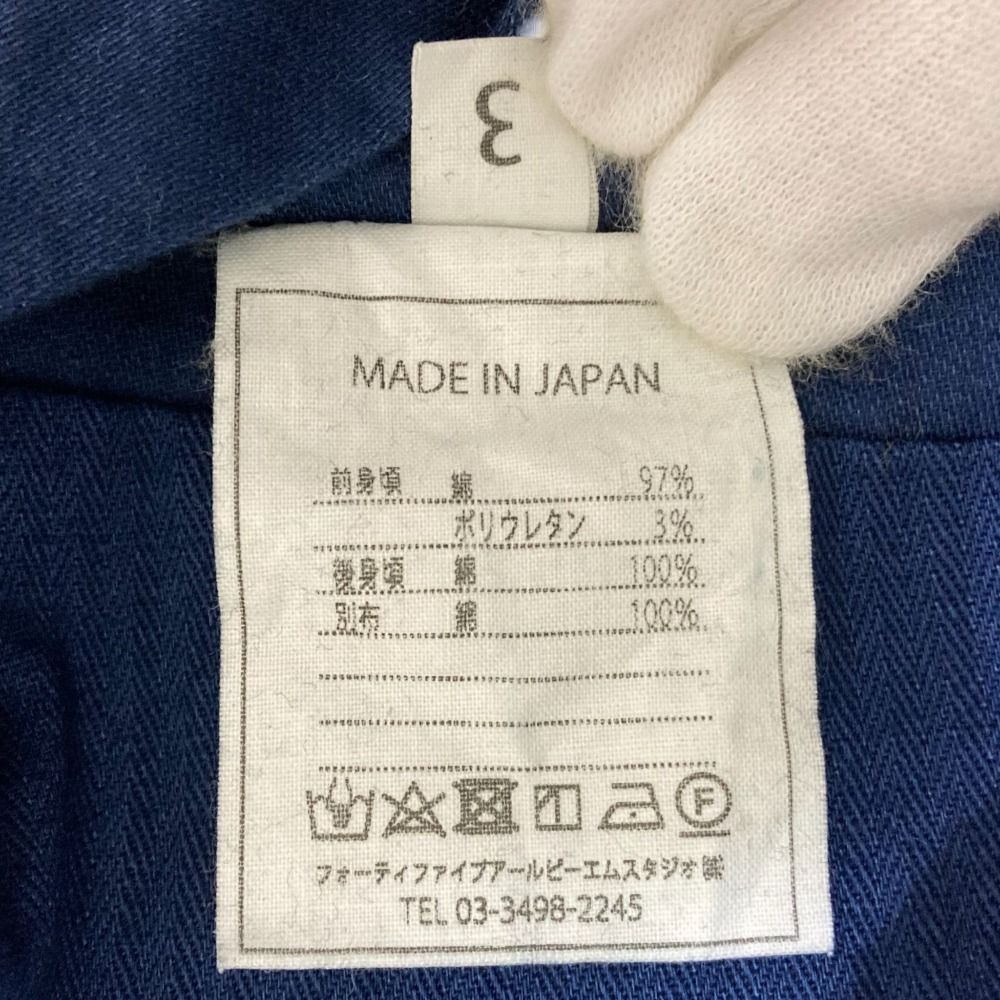 3
MADE IN JAPAN
前身頃 綿 97%
ポリウレタン 3%
後身頃 綿 100%
別布 綿 100%
F
フォーティファイブアールピーエムスタジオ㈱
TEL 03-3498-2245